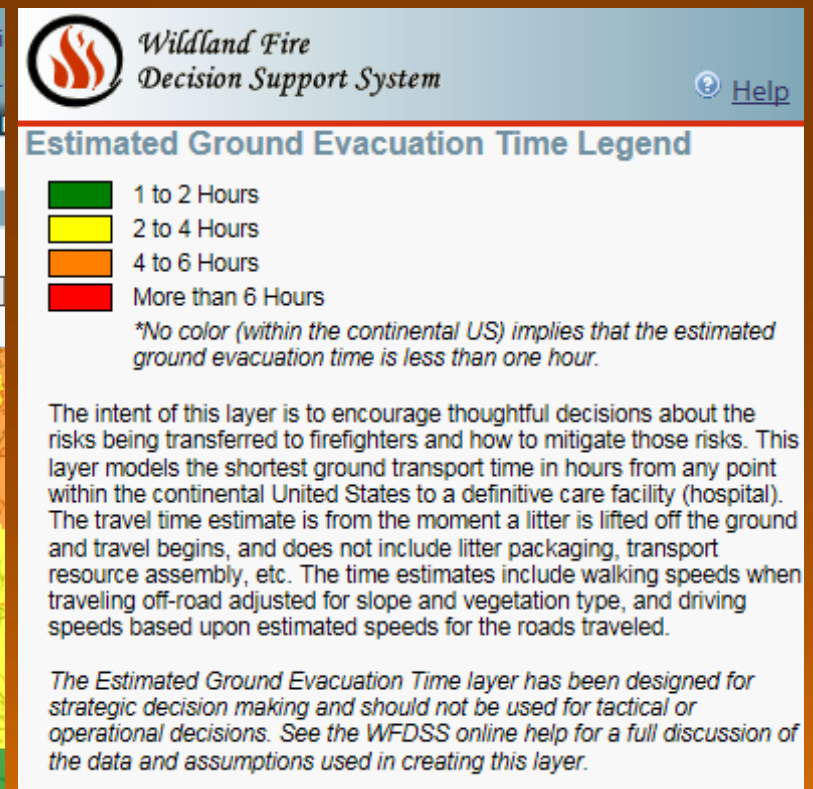 Wildland Fire
Decision Support System
Help
Estimated Ground Evacuation Time Legend
1 to 2 Hours
2 to 4 Hours
4 to 6 Hours
More than 6 Hours
*No color (within the continental US) implies that the estimated
ground evacuation time is less than one hour.
The intent of this layer is to encourage thoughtful decisions about the
risks being transferred to firefighters and how to mitigate those risks. This
layer models the shortest ground transport time in hours from any point
within the continental United States to a definitive care facility (hospital).
The travel time estimate is from the moment a litter is lifted off the ground
and travel begins, and does not include litter packaging, transport
resource assembly, etc. The time estimates include walking speeds when
traveling off-road adjusted for slope and vegetation type, and driving
speeds based upon estimated speeds for the roads traveled.
The Estimated Ground Evacuation Time layer has been designed for
strategic decision making and should not be used for tactical or
operational decisions. See the WFDSS online help for a full discussion of
the data and assumptions used in creating this layer.